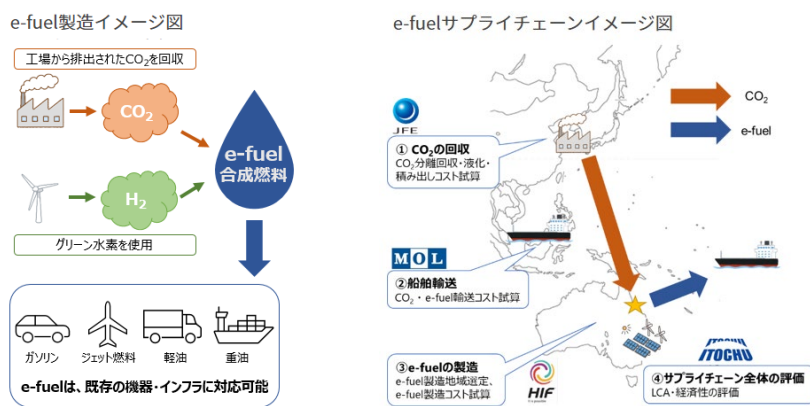 e-fuel製造イメージ図
工場から排出されたCO2を回収
CO2
e-fuel
合成燃料
H2
グリーン水素を使用
ガソリン
ジェット燃料
軽油
重油
e-fuelは、既存の機器・インフラに対応可能
e-fuelサプライチェーンイメージ図
CO2
e-fuel
JFE
① CO2の回収
CO2分離回収・液化・
積み出しコスト試算
MOL
②船舶輸送
CO2・e-fuel輸送コスト試算
③e-fuelの製造
e-fuel製造地域選定、
e-fuel製造コスト試算
HIF
ITOCHU
④サプライチェーン全体の評価
LCA・経済性の評価